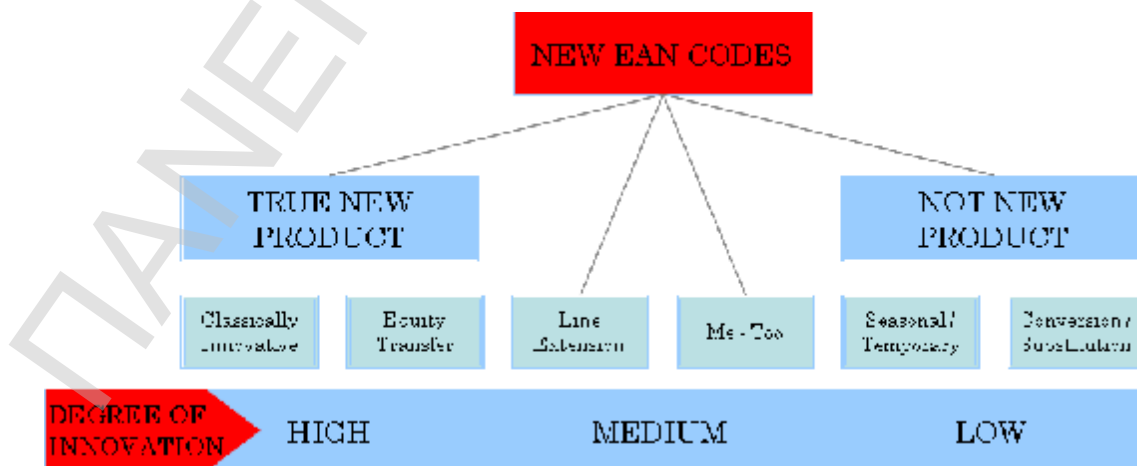 NEW EAN CODES
TRUE NEW
PRODUCT
NOT NEW
PRODUCT
Classically
Innovative
Equity
Transfer
Line
Extension
Me - Too
Seasonal /
Temporary
Conversion /
Substitution
DEGREE OF
INNOVATION
HIGH
MEDIUM
LOW